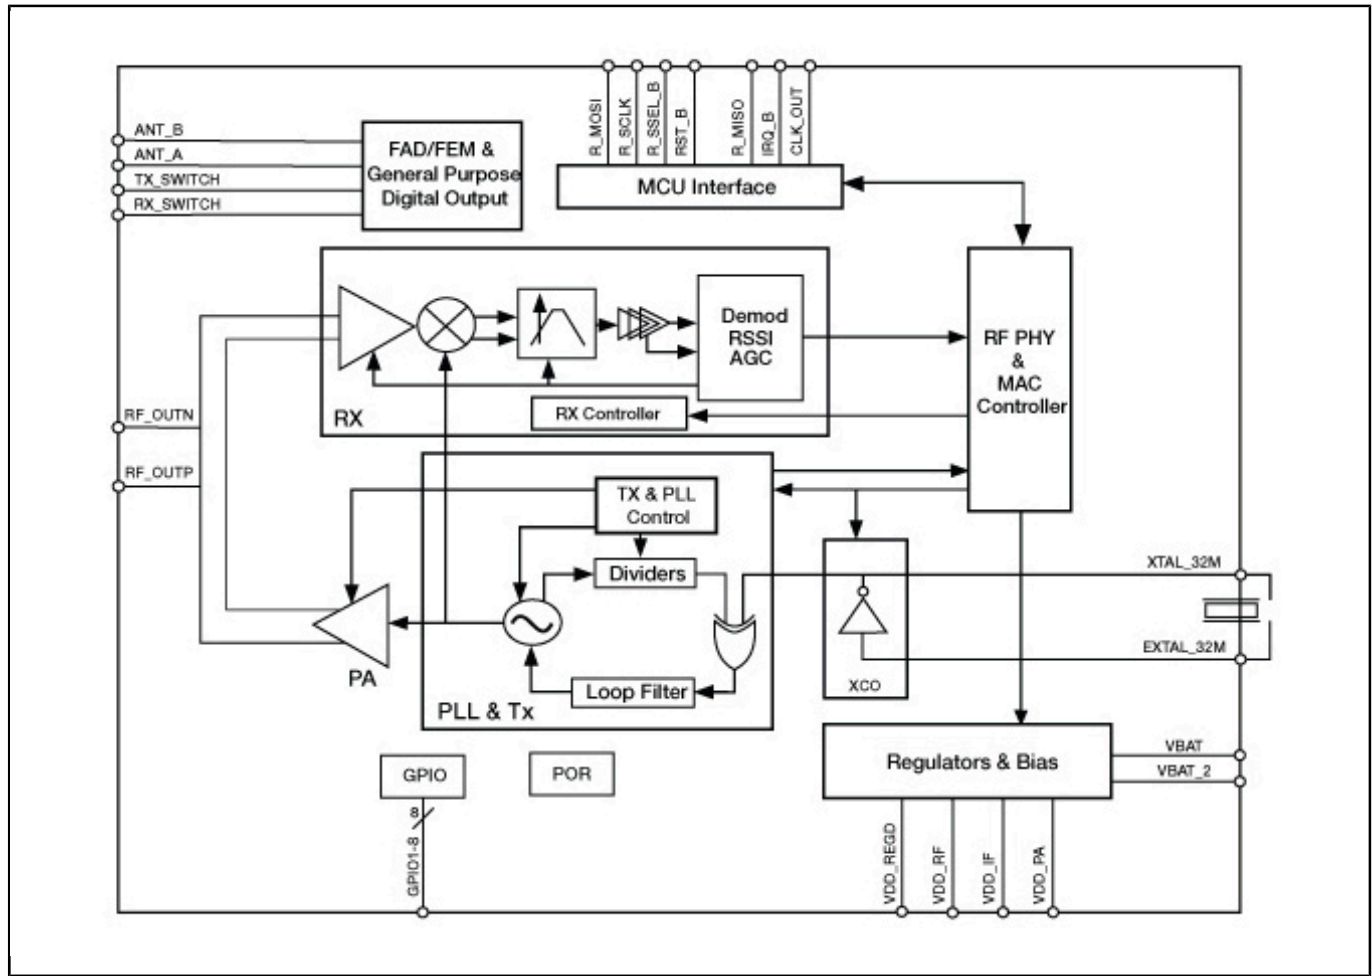 R_MOSI
R_SCLK
R_SSEL_B
RST_B
R_MISO
IRQ_B
CLK_OUT
ANT_B
ANT_A
TX_SWITCH
RX_SWITCH
FAD/FEM &
General Purpose
Digital Output
MCU Interface
Demod
RSSI
AGC
RF PHY
&
MAC
Controller
RX
RX Controller
RF_OUTN
RF_OUTP
TX & PLL
Control
Dividers
XTAL_32M
EXTAL_32M
PA
Loop Filter
XCO
PLL & Tx
VBAT
VBAT_2
Regulators & Bias
GPIO
POR
8
GPIO1-8
VDD_REGD
VDD_RF
VDD_IF
VDD_PA